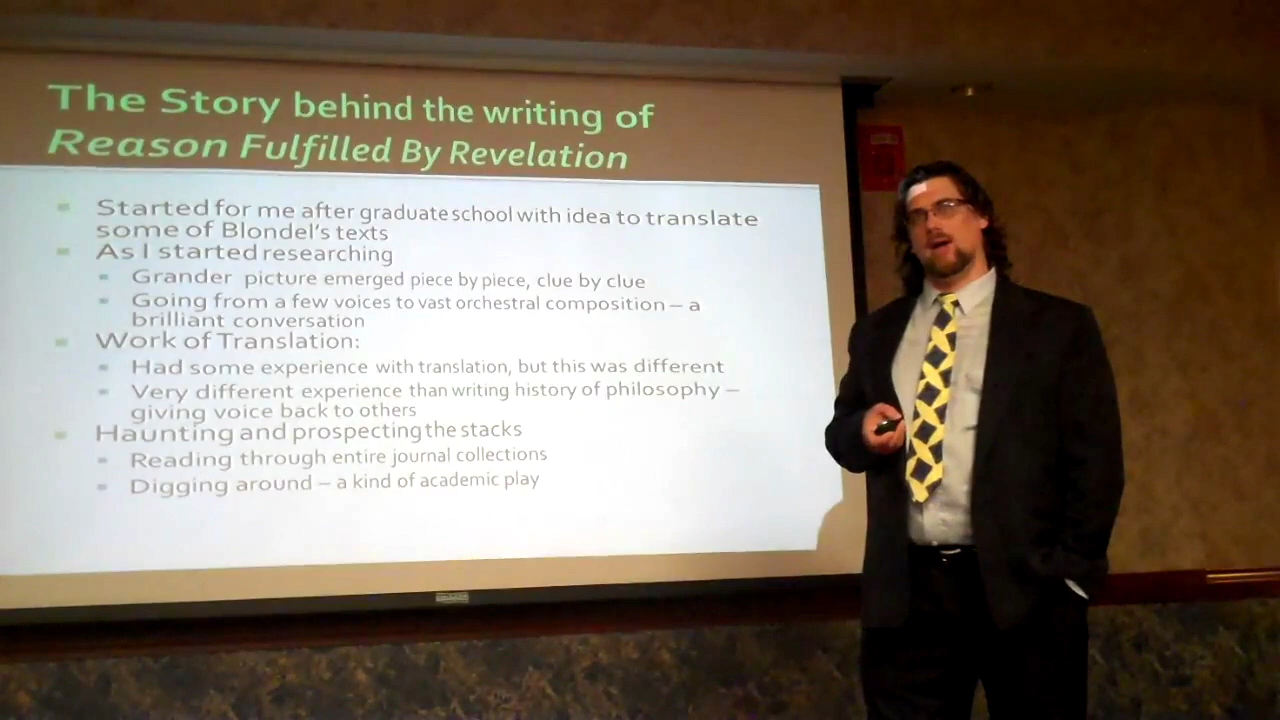 The Story behind the writing of
Reason Fulfilled By Revelation
Started for me after graduate school with idea to translate
some of Blondel's texts
As I started researching
Grander picture emerged piece by piece, clue by clue
Going from a few voices to vast orchestral composition – a
brilliant conversation
Work of Translation:
Had some experience with translation, but this was different
Very different experience than writing history of philosophy –
giving voice back to others
Haunting and prospecting the stacks
Reading through entire journal collections
Digging around – a kind of academic play